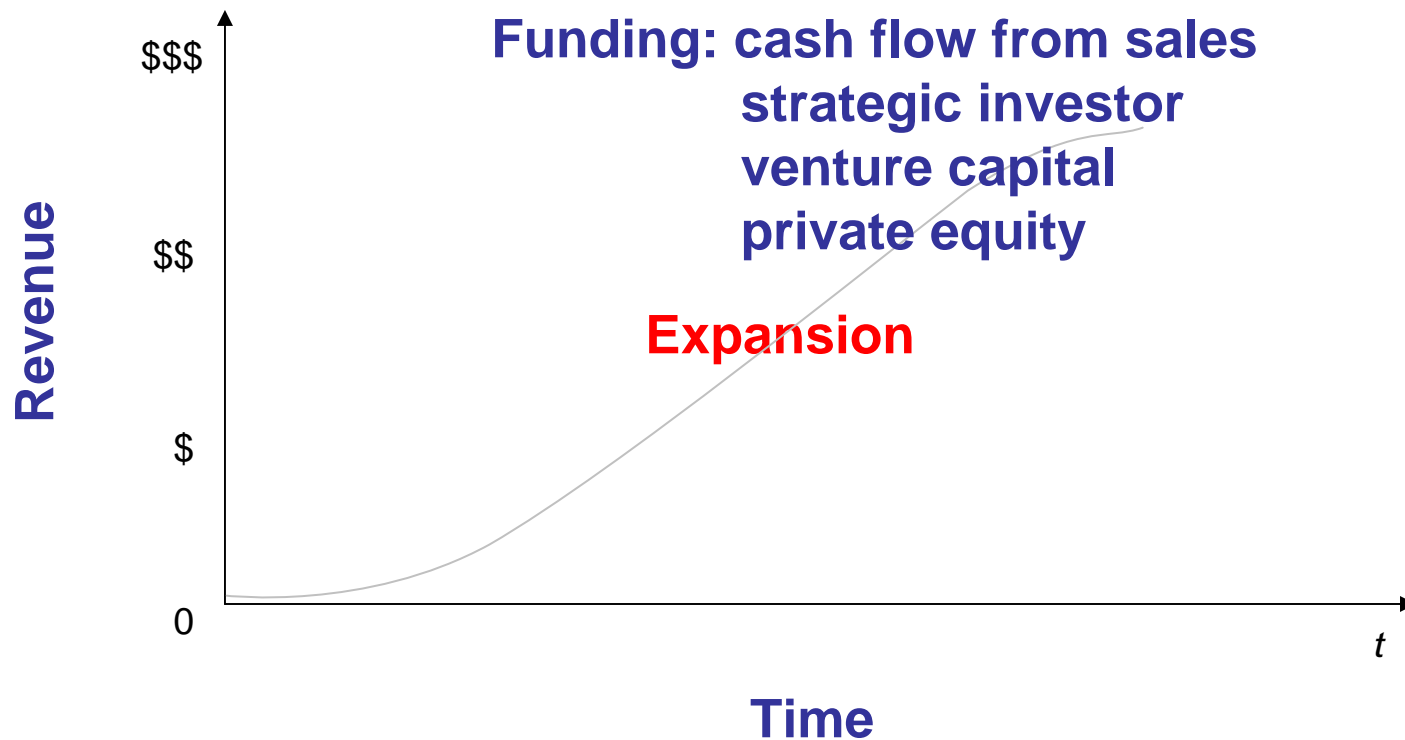 Funding: cash flow from sales
strategic investor
venture capital
private equity
$$$
$$
Expansion
$
0
Revenue
t
Time